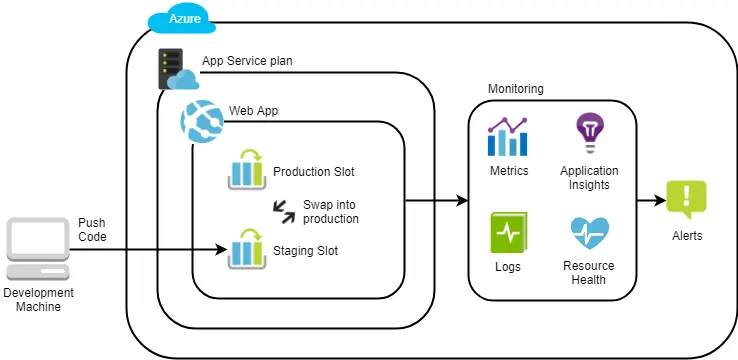 Azure
App Service plan
Web App
Production Slot
Swap into
production
Staging Slot
Push
Code
Development
Machine
Monitoring
Metrics
Application
Insights
Logs
Resource
Health
Alerts